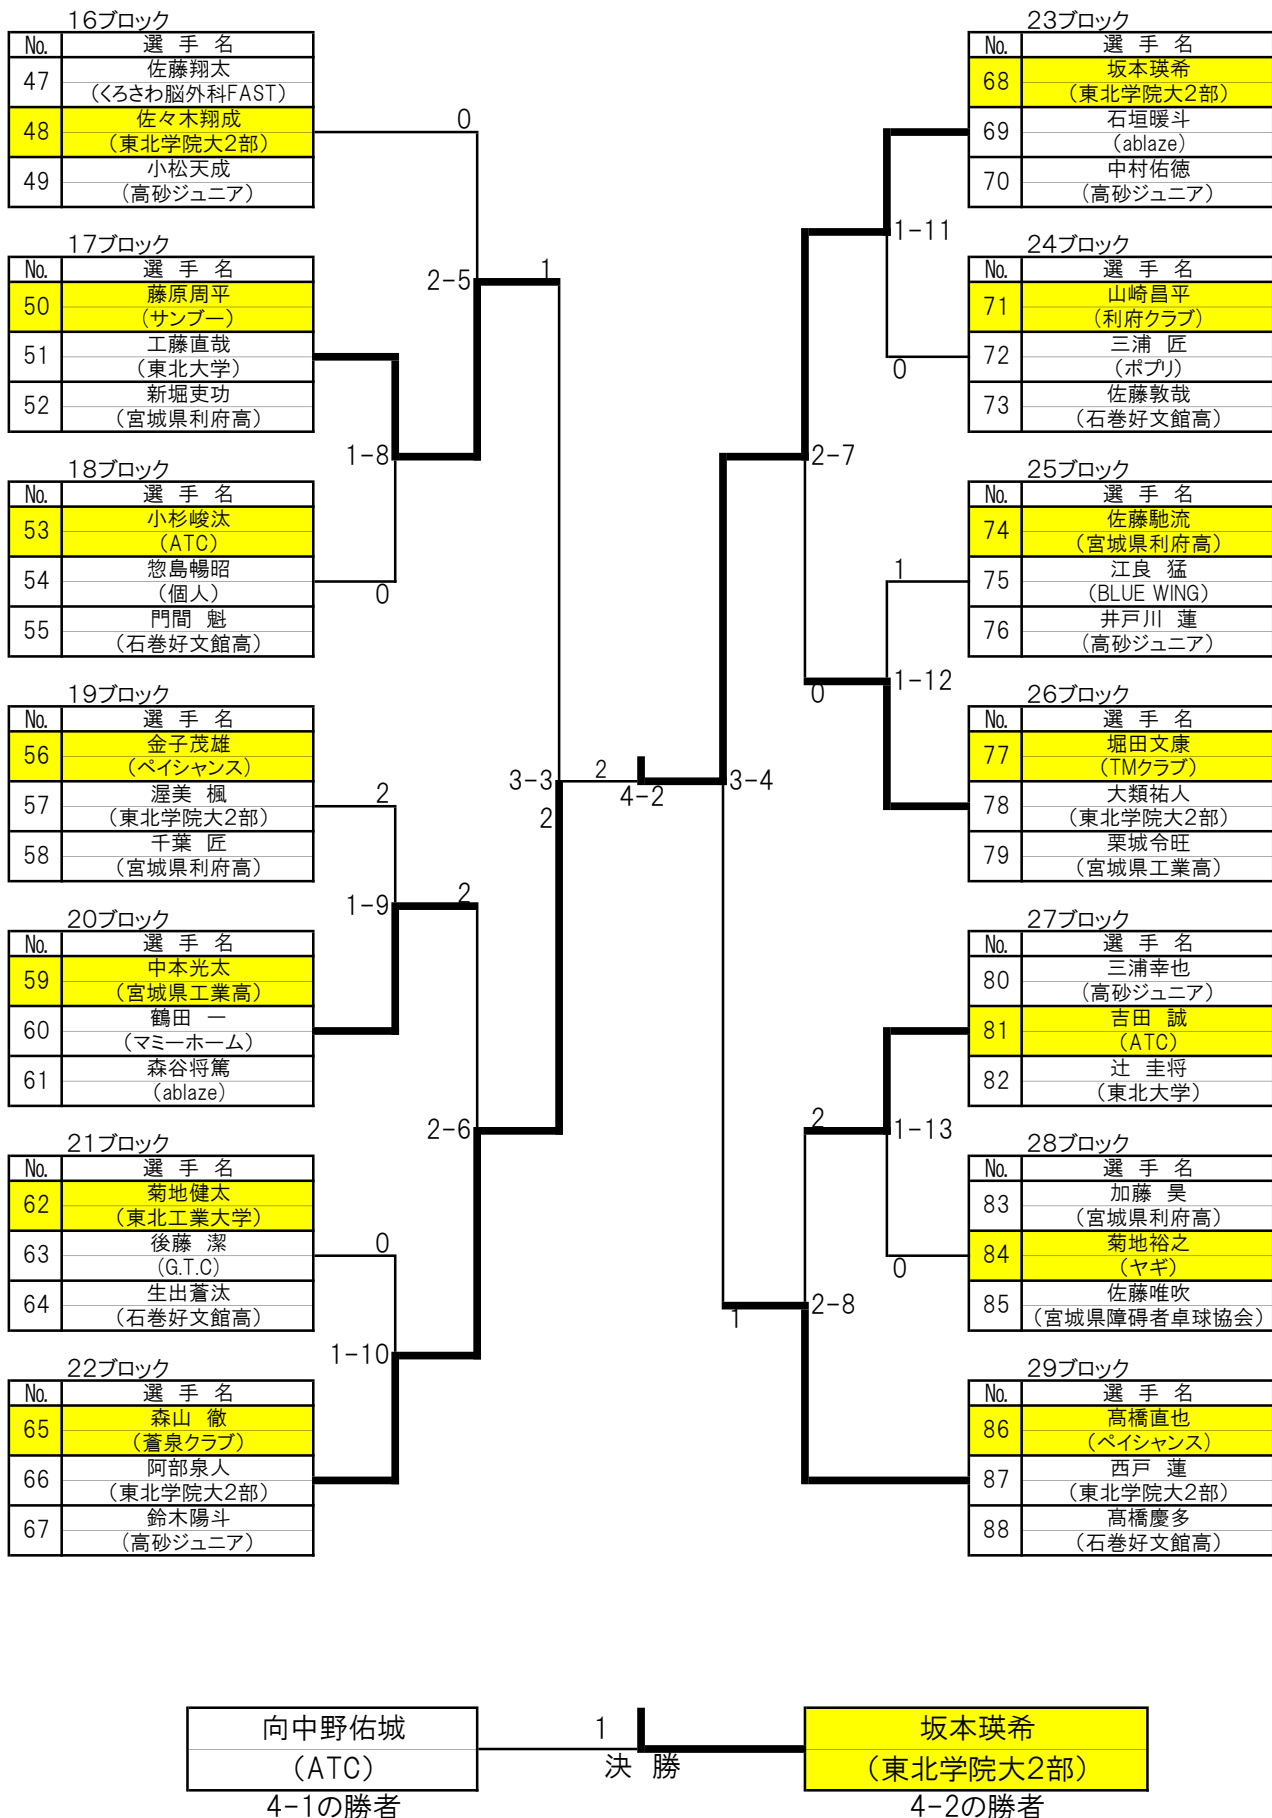 16ブロック
No. 選 手 名
47 佐藤翔太
(くろさわ脳外科FAST)
48 佐々木翔成
(東北学院大2部)
49 小松天成
(高砂ジュニア)
17ブロック
No. 選 手 名
50 藤原周平
(サンブー)
51 工藤直哉
(東北大学)
52 新堀吏功
(宮城県利府高)
18ブロック
No. 選 手 名
53 小杉峻汰
(ATC)
54 惣島暢昭
(個人)
55 門間 魁
(石巻好文館高)
19ブロック
No. 選 手 名
56 金子茂雄
(ペイシャンス)
57 渥美 楓
(東北学院大2部)
58 千葉 匠
(宮城県利府高)
20ブロック
No. 選 手 名
59 中本光太
(宮城県工業高)
60 鶴田 一
(マミーホーム)
61 森谷将篤
(ablaze)
21ブロック
No. 選 手 名
62 菊地健太
(東北工業大学)
63 後藤 潔
(G.T.C)
64 生出蒼汰
(石巻好文館高)
22ブロック
No. 選 手 名
65 森山 徹
(蒼泉クラブ)
66 阿部泉人
(東北学院大2部)
67 鈴木陽斗
(高砂ジュニア)
0
2-5
1
1-8
0
2
1-9
2
2-6
0
1-10
3-3
2
2
4-2
3-4
1-11
0
2-7
1
1-12
0
2
1-13
0
2-8
1
23ブロック
No. 選 手 名
68 坂本瑛希
(東北学院大2部)
69 石垣暖斗
(ablaze)
70 中村佑徳
(高砂ジュニア)
24ブロック
No. 選 手 名
71 山崎昌平
(利府クラブ)
72 三浦 匠
(ポプリ)
73 佐藤敦哉
(石巻好文館高)
25ブロック
No. 選 手 名
74 佐藤馳流
(宮城県利府高)
75 江良 猛
(BLUE WING)
76 井戸川 蓮
(高砂ジュニア)
26ブロック
No. 選 手 名
77 堀田文康
(TMクラブ)
78 大類祐人
(東北学院大2部)
79 栗城令旺
(宮城県工業高)
27ブロック
No. 選 手 名
80 三浦幸也
(高砂ジュニア)
81 吉田 誠
(ATC)
82 辻 圭将
(東北大学)
28ブロック
No. 選 手 名
83 加藤 昊
(宮城県利府高)
84 菊地裕之
(ヤギ)
85 佐藤唯吹
(宮城県障碍者卓球協会)
29ブロック
No. 選 手 名
86 髙橋直也
(ペイシャンス)
87 西戸 蓮
(東北学院大2部)
88 髙橋慶多
(石巻好文館高)
向中野佑城
(ATC)
4-1の勝者
1
決 勝
坂本瑛希
(東北学院大2部)
4-2の勝者